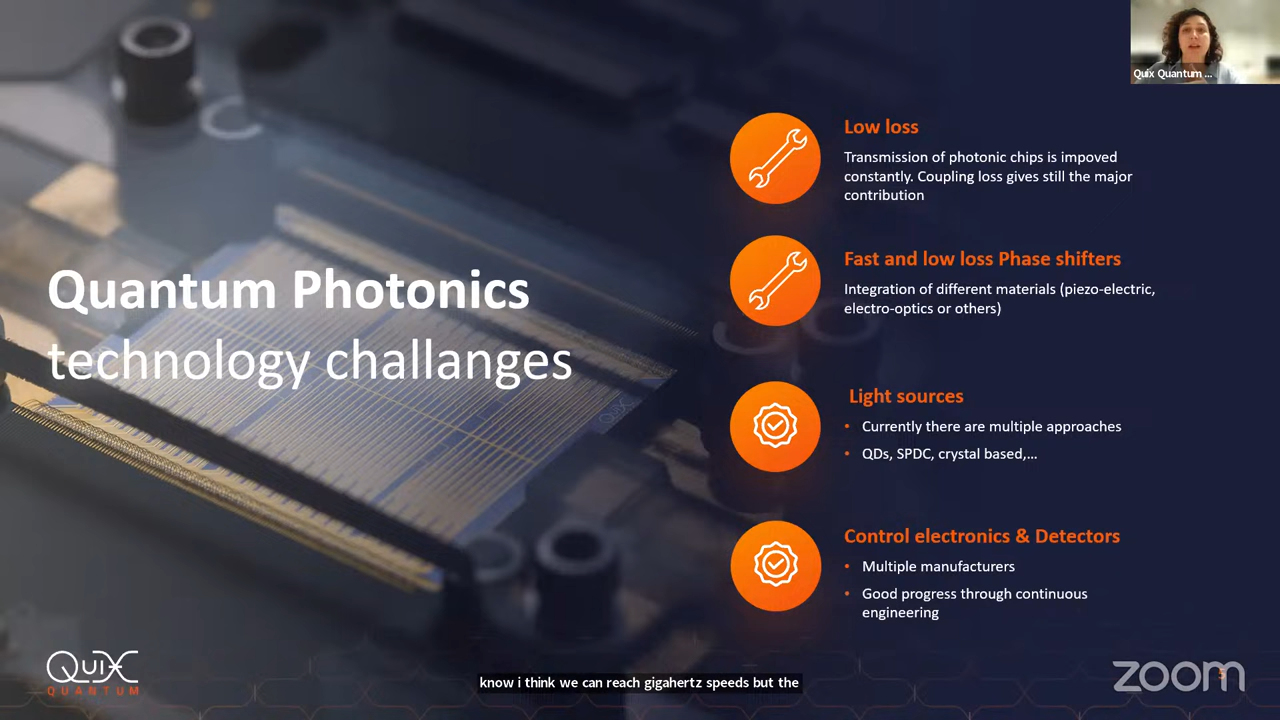 Quix Quantum ...
Quantum Photonics
technology challanges
Low loss
Transmission of photonic chips is impoved
constantly. Coupling loss gives still the major
contribution
Fast and low loss Phase shifters
Integration of different materials (piezo-electric,
electro-optics or others)
Light sources
• Currently there are multiple approaches
• QDs, SPDC, crystal based,...
Control electronics & Detectors
• Multiple manufacturers
• Good progress through continuous
engineering
QuiX
QUANTUM
know i think we can reach gigahertz speeds but the
zoom